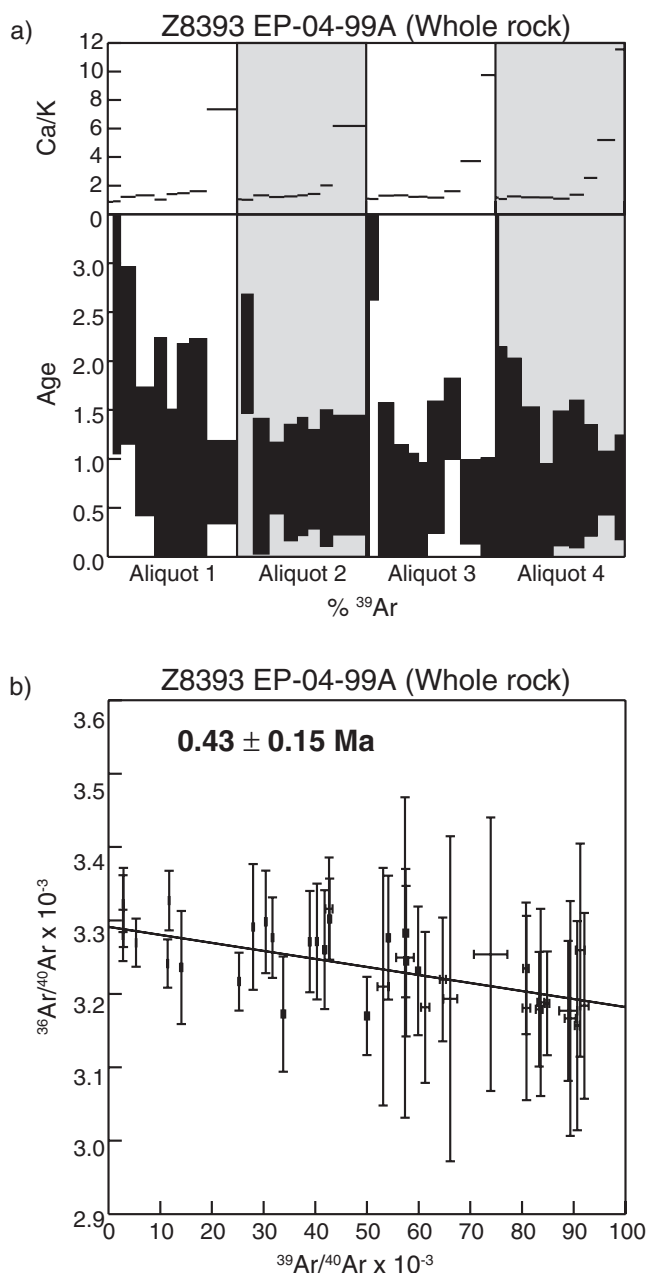 a)
Z8393 EP-04-99A (Whole rock)
12
10
8
6
4
2
0
Ca/K
3.0
2.5
2.0
1.5
1.0
0.5
0.0
Age
Aliquot 1 Aliquot 2 Aliquot 3 Aliquot 4
% ³⁹Ar
b)
Z8393 EP-04-99A (Whole rock)
0.43 ± 0.15 Ma
3.6
3.5
3.4
3.3
3.2
3.1
3.0
2.9
³⁶Ar/⁴⁰Ar x 10⁻³
0 10 20 30 40 50 60 70 80 90 100
³⁹Ar/⁴⁰Ar x 10⁻³